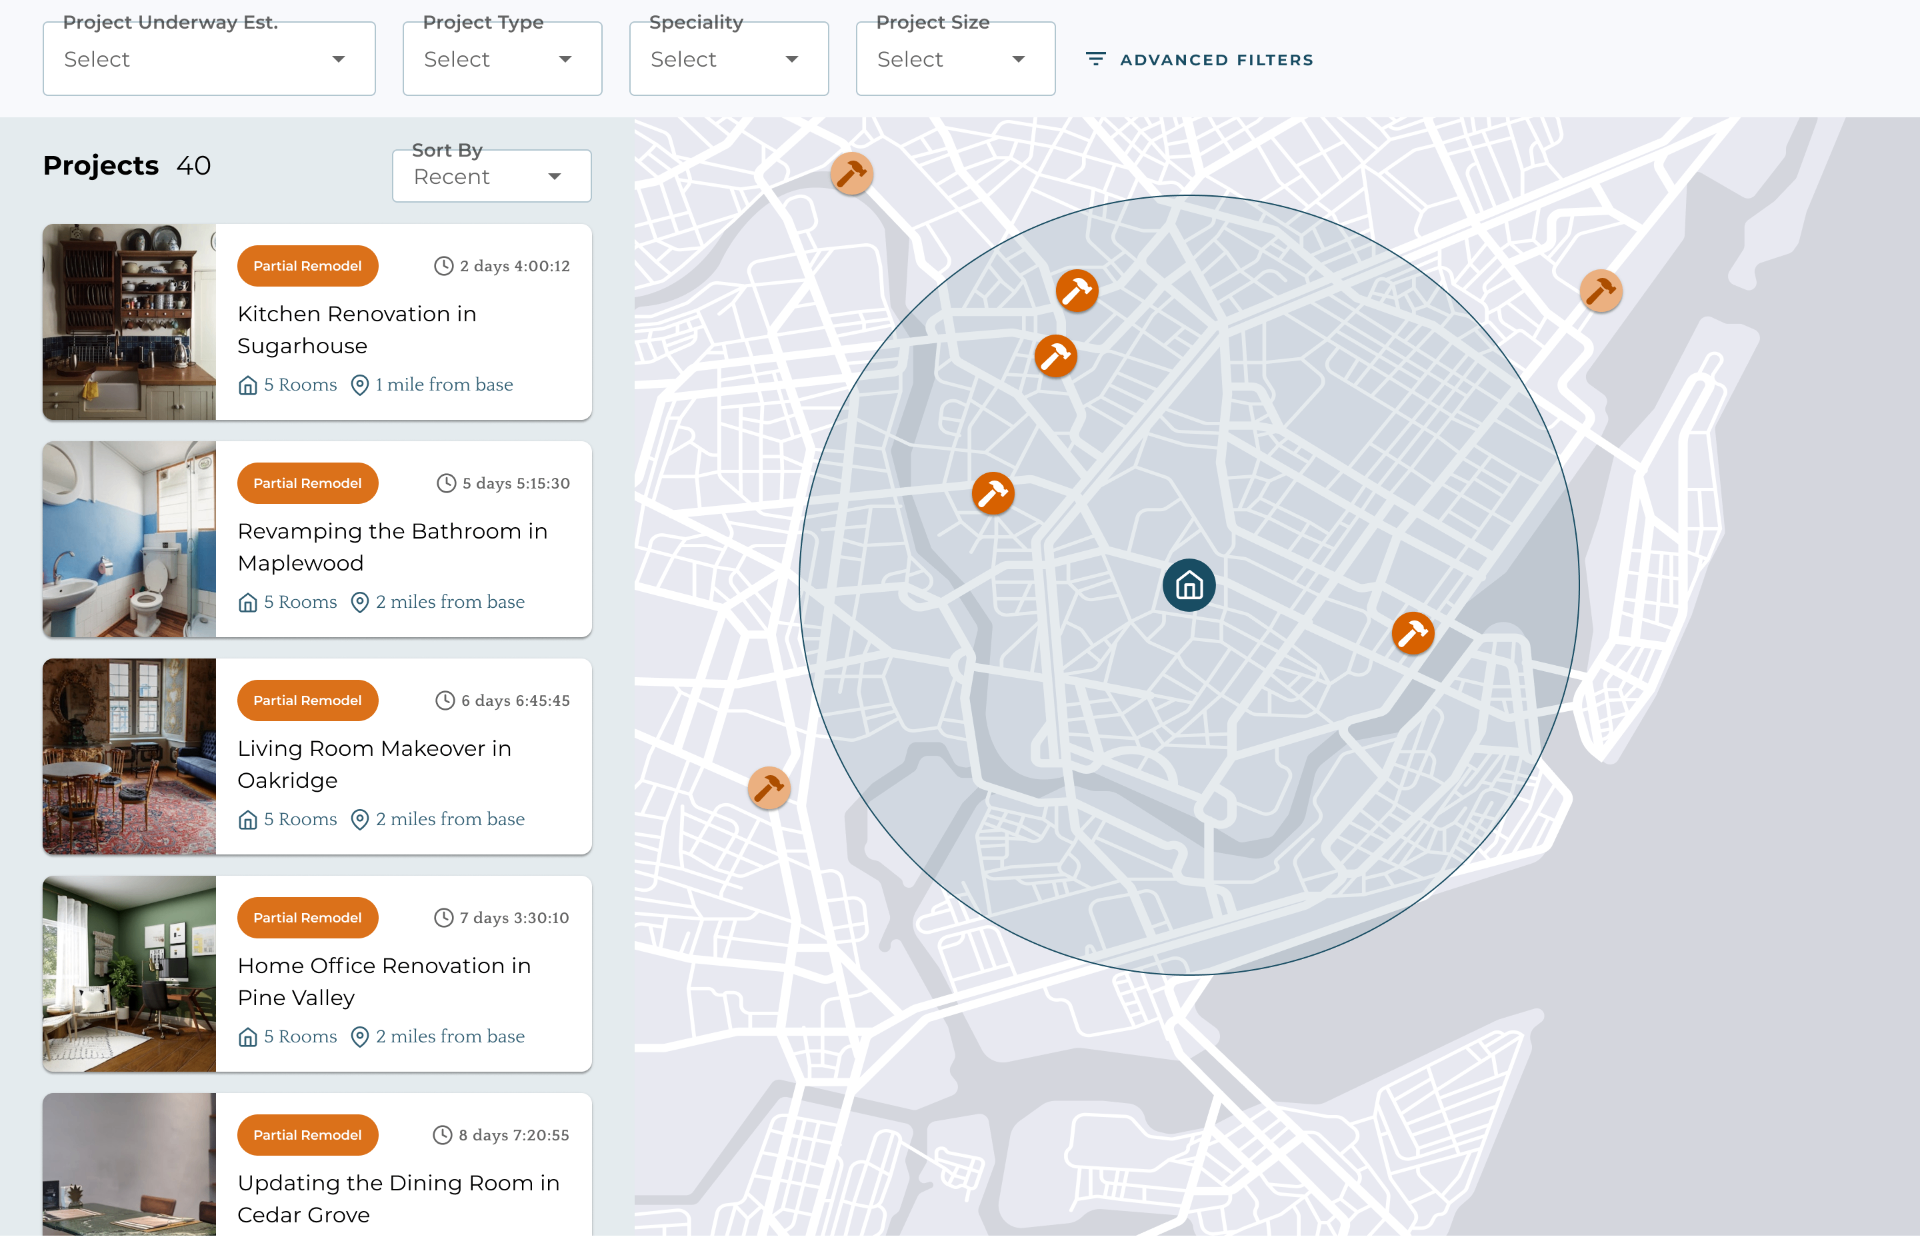 Project Underway Est.
Select
Project Type
Select
Speciality
Select
Project Size
Select
ADVANCED FILTERS
Projects 40
Sort By
Recent
Partial Remodel
2 days 4:00:12
Kitchen Renovation in
Sugarhouse
5 Rooms
1 mile from base
Partial Remodel
5 days 5:15:30
Revamping the Bathroom in
Maplewood
5 Rooms
2 miles from base
Partial Remodel
6 days 6:45:45
Living Room Makeover in
Oakridge
5 Rooms
2 miles from base
Partial Remodel
7 days 3:30:10
Home Office Renovation in
Pine Valley
5 Rooms
2 miles from base
Partial Remodel
8 days 7:20:55
Updating the Dining Room in
Cedar Grove